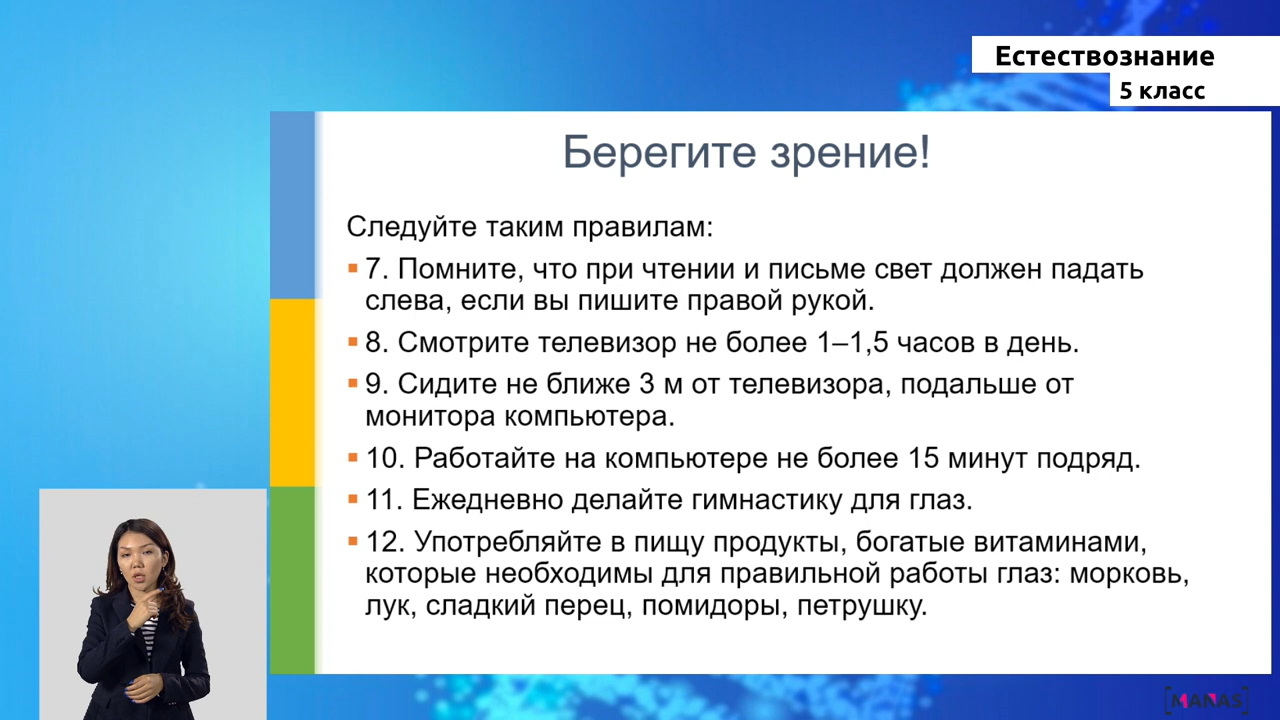 Естествознание
5 класс
Берегите зрение!
Следуйте таким правилам:
7. Помните, что при чтении и письме свет должен падать
слева, если вы пишите правой рукой.
8. Смотрите телевизор не более 1–1,5 часов в день.
9. Сидите не ближе 3 м от телевизора, подальше от
монитора компьютера.
10. Работайте на компьютере не более 15 минут подряд.
11. Ежедневно делайте гимнастику для глаз.
12. Употребляйте в пищу продукты, богатые витаминами,
которые необходимы для правильной работы глаз: морковь,
лук, сладкий перец, помидоры, петрушку.
[MANAS]